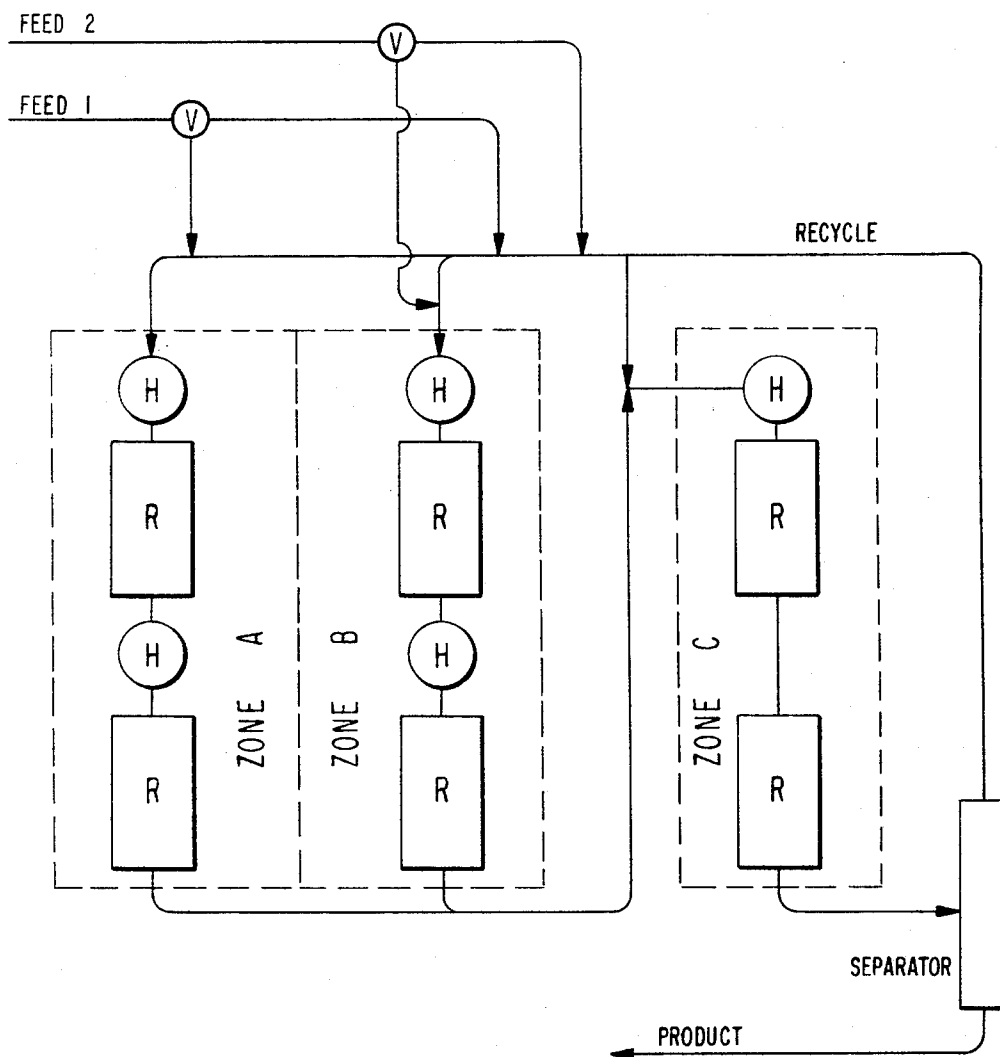 FEED 2
V
FEED 1
V
RECYCLE
H
H
H
R
R
R
H
H
ZONE A
ZONE B
ZONE C
R
R
R
SEPARATOR
PRODUCT